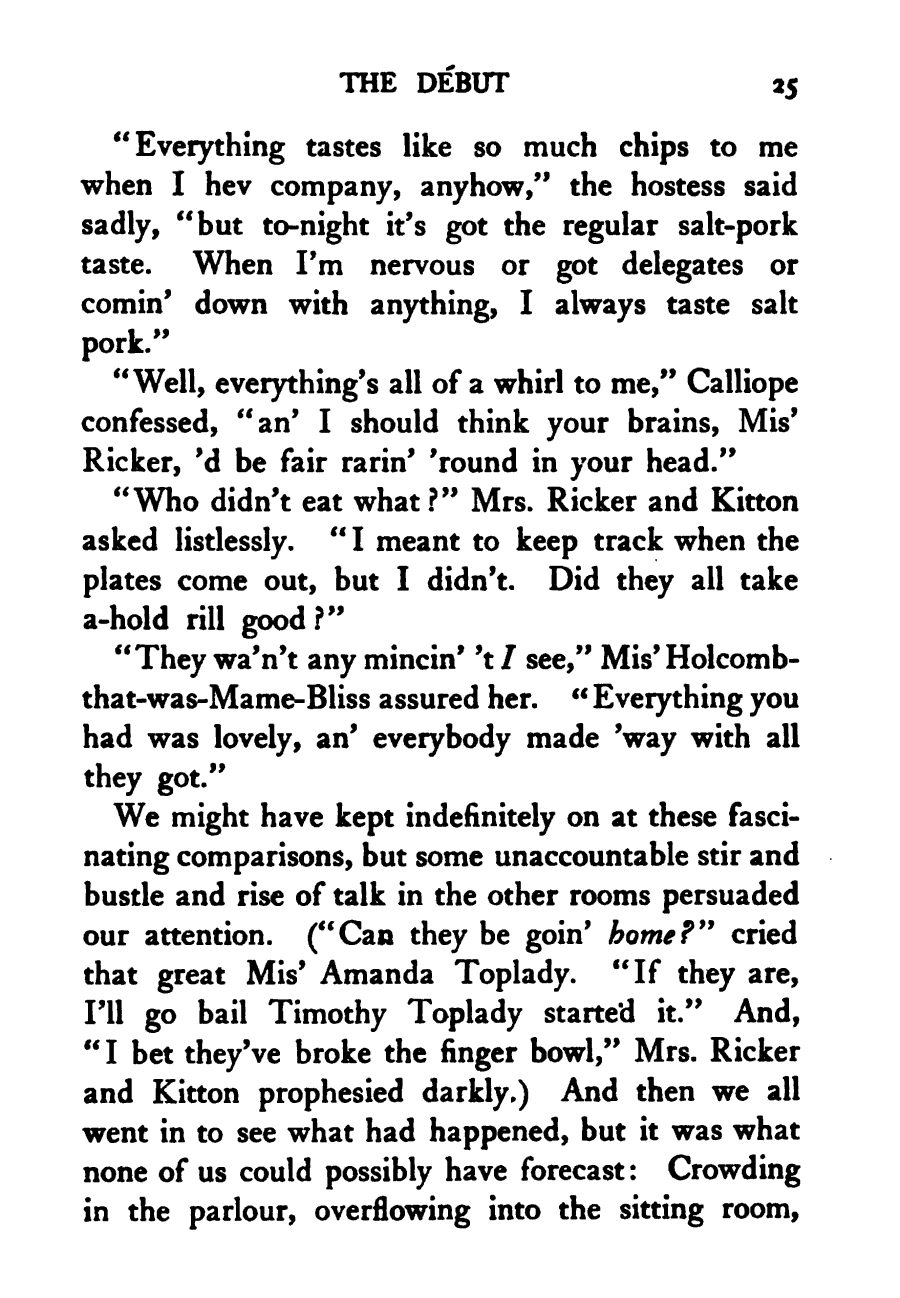 THE DÉBUT 25
“Everything tastes like so much chips to me
when I hev company, anyhow,” the hostess said
sadly, “but to-night it’s got the regular salt-pork
taste. When I’m nervous or got delegates or
comin’ down with anything, I always taste salt
pork.”
“Well, everything’s all of a whirl to me,” Calliope
confessed, “an’ I should think your brains, Mis’
Ricker, ’d be fair rarin’ ’round in your head.”
“Who didn’t eat what?” Mrs. Ricker and Kitton
asked listlessly. “I meant to keep track when the
plates come out, but I didn’t. Did they all take
a-hold rill good?”
“They wa’n’t any mincin’ ’t I see,” Mis’ Holcomb-
that-was-Mame-Bliss assured her. “Everything you
had was lovely, an’ everybody made ’way with all
they got.”
We might have kept indefinitely on at these fasci-
nating comparisons, but some unaccountable stir and
bustle and rise of talk in the other rooms persuaded
our attention. (“Can they be goin’ home?” cried
that great Mis’ Amanda Toplady. “If they are,
I’ll go bail Timothy Toplady started it.” And,
“I bet they’ve broke the finger bowl,” Mrs. Ricker
and Kitton prophesied darkly.) And then we all
went in to see what had happened, but it was what
none of us could possibly have forecast: Crowding
in the parlour, overflowing into the sitting room,